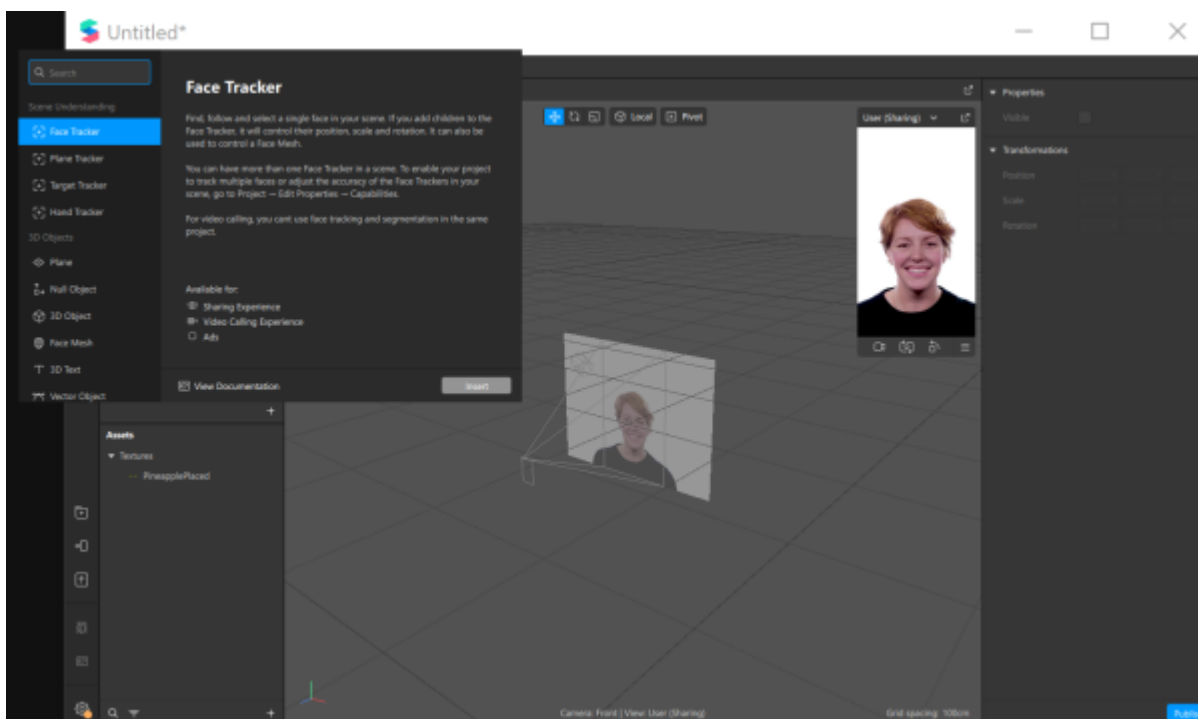 Untitled*
Search
Scene Understanding
Face Tracker
Plane Tracker
Target Tracker
Hand Tracker
3D Objects
Plane
Null Object
3D Object
Face Mesh
3D Text
Vector Object
Face Tracker
Find, follow and select a single face in your scene. If you add children to the
Face Tracker, it will control their position, scale and rotation. It can also be
used to control a Face Mesh.
You can have more than one Face Tracker in a scene. To enable your project
to track multiple faces or adjust the accuracy of the Face Trackers in your
scene, go to Project — Edit Properties — Capabilities.
For video calling, you cant use face tracking and segmentation in the same
project.
Available for:
Sharing Experience
Video Calling Experience
Ads
View Documentation
Insert
Local
Pivot
User (Sharing)
Properties
Visible
Transformations
Position
Scale
Rotation
Assets
Textures
PineapplePlaced
Camera: Front | View: User (Sharing)
Grid spacing: 100cm